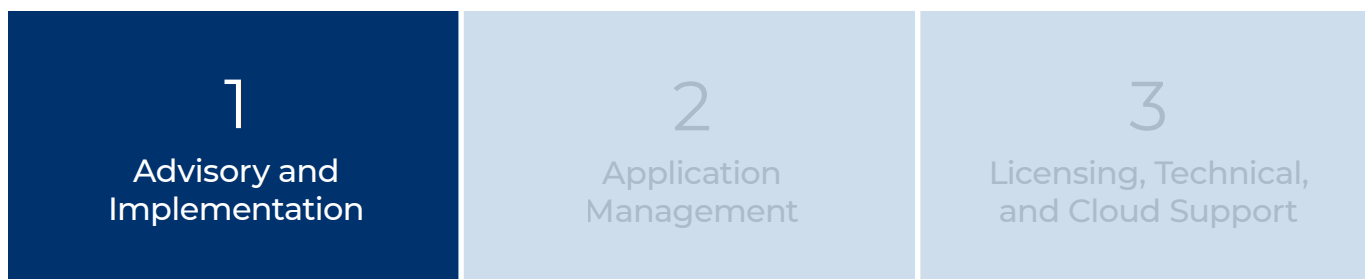 1
Advisory and
Implementation
2
Application
Management
3
Licensing, Technical,
and Cloud Support